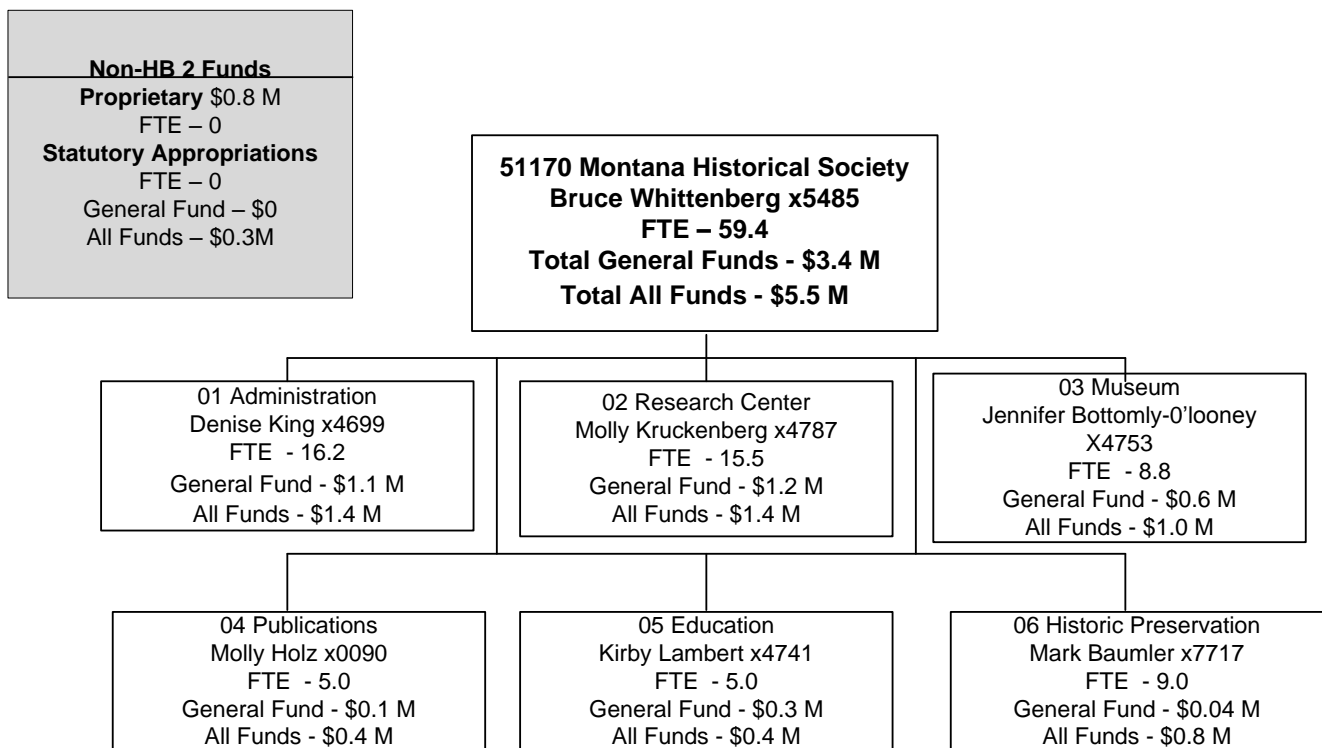 Non-HB 2 Funds
Proprietary $0.8 M
FTE – 0
Statutory Appropriations
FTE – 0
General Fund – $0
All Funds – $0.3M
51170 Montana Historical Society
Bruce Whittenberg x5485
FTE – 59.4
Total General Funds - $3.4 M
Total All Funds - $5.5 M
01 Administration
Denise King x4699
FTE - 16.2
General Fund - $1.1 M
All Funds - $1.4 M
02 Research Center
Molly Kruckenberg x4787
FTE - 15.5
General Fund - $1.2 M
All Funds - $1.4 M
03 Museum
Jennifer Bottomly-0'looney
X4753
FTE - 8.8
General Fund - $0.6 M
All Funds - $1.0 M
04 Publications
Molly Holz x0090
FTE - 5.0
General Fund - $0.1 M
All Funds - $0.4 M
05 Education
Kirby Lambert x4741
FTE - 5.0
General Fund - $0.3 M
All Funds - $0.4 M
06 Historic Preservation
Mark Baumler x7717
FTE - 9.0
General Fund - $0.04 M
All Funds - $0.8 M